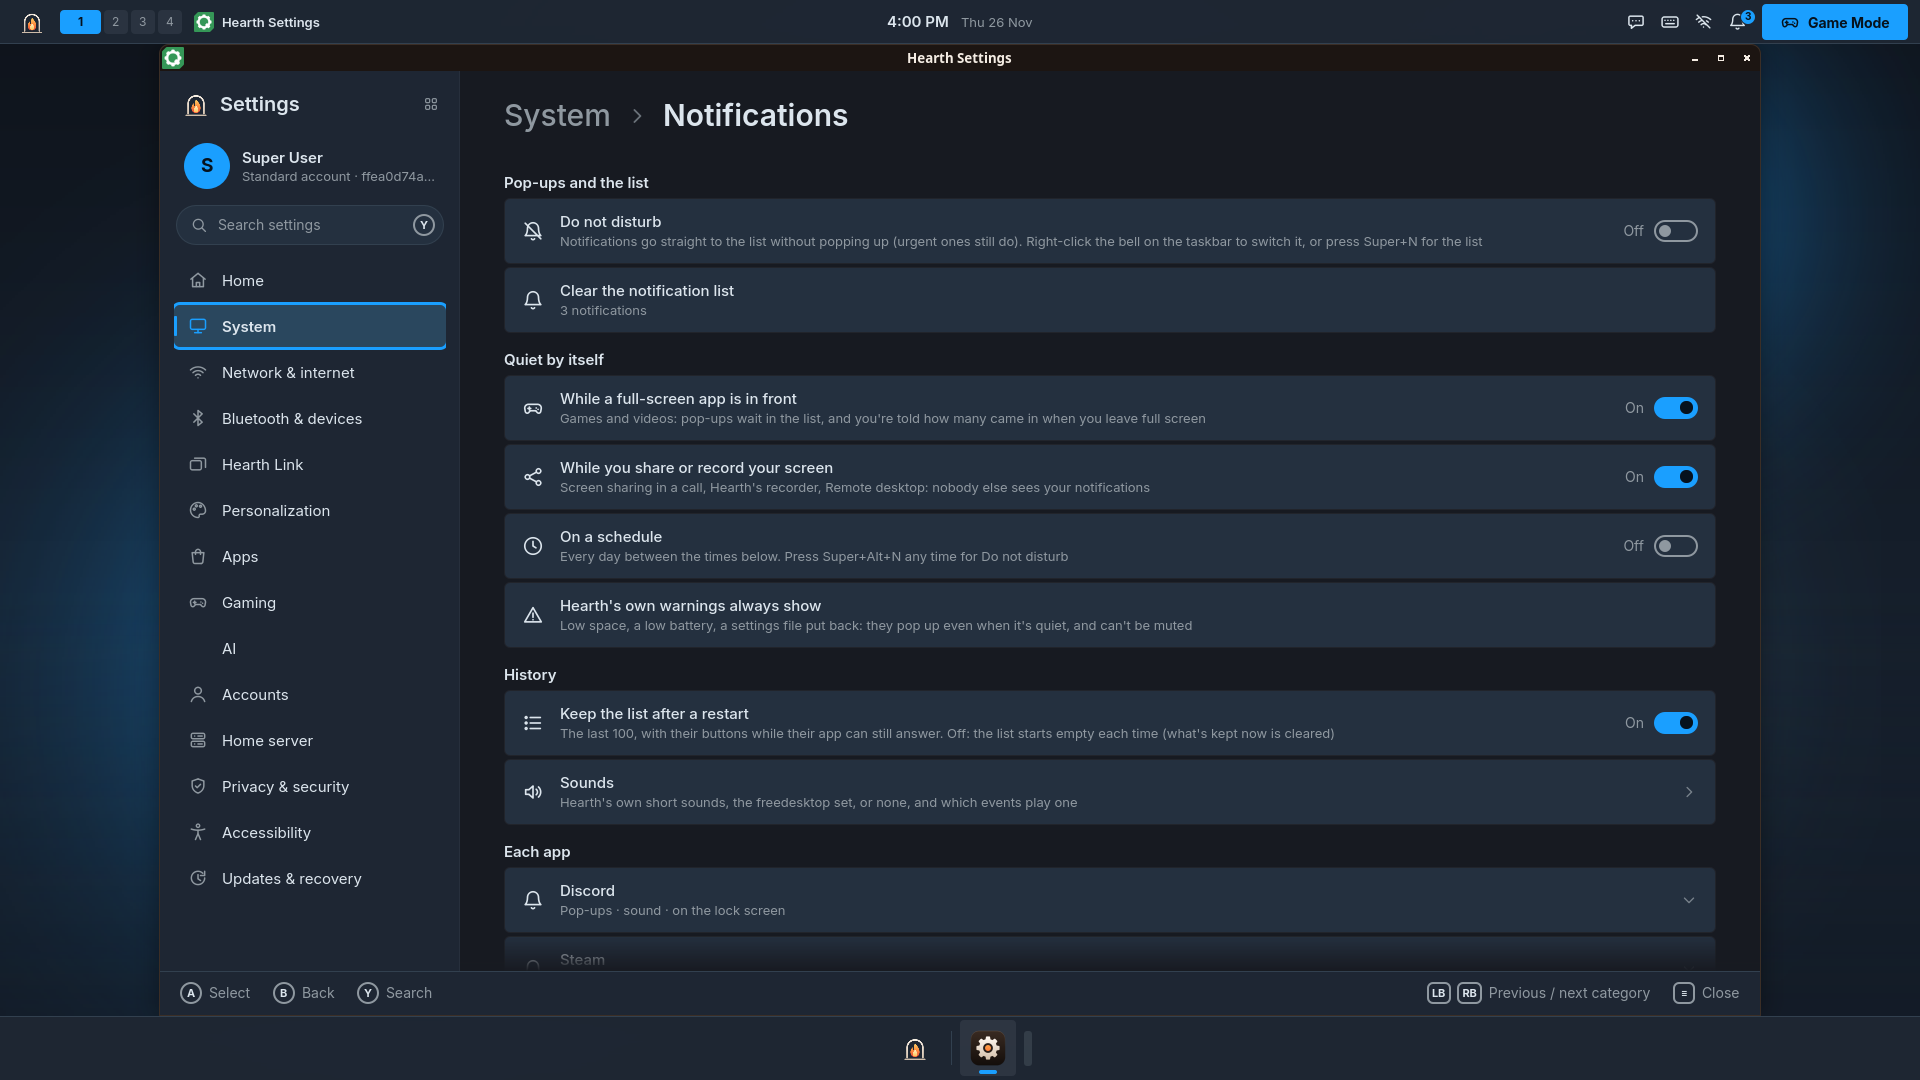 1 2 3 4 Hearth Settings 4:00 PM Thu 26 Nov 3 Game Mode
Hearth Settings
Settings
S Super User
Standard account · ffea0d74a...
Search settings Y
Home
System
Network & internet
Bluetooth & devices
Hearth Link
Personalization
Apps
Gaming
AI
Accounts
Home server
Privacy & security
Accessibility
Updates & recovery
System > Notifications
Pop-ups and the list
Do not disturb
Notifications go straight to the list without popping up (urgent ones still do). Right-click the bell on the taskbar to switch it, or press Super+N for the list
Off
Clear the notification list
3 notifications
Quiet by itself
While a full-screen app is in front
Games and videos: pop-ups wait in the list, and you're told how many came in when you leave full screen
On
While you share or record your screen
Screen sharing in a call, Hearth's recorder, Remote desktop: nobody else sees your notifications
On
On a schedule
Every day between the times below. Press Super+Alt+N any time for Do not disturb
Off
Hearth's own warnings always show
Low space, a low battery, a settings file put back: they pop up even when it's quiet, and can't be muted
History
Keep the list after a restart
The last 100, with their buttons while their app can still answer. Off: the list starts empty each time (what's kept now is cleared)
On
Sounds
Hearth's own short sounds, the freedesktop set, or none, and which events play one
Each app
Discord
Pop-ups · sound · on the lock screen
Steam
A Select B Back Y Search LB RB Previous / next category Close